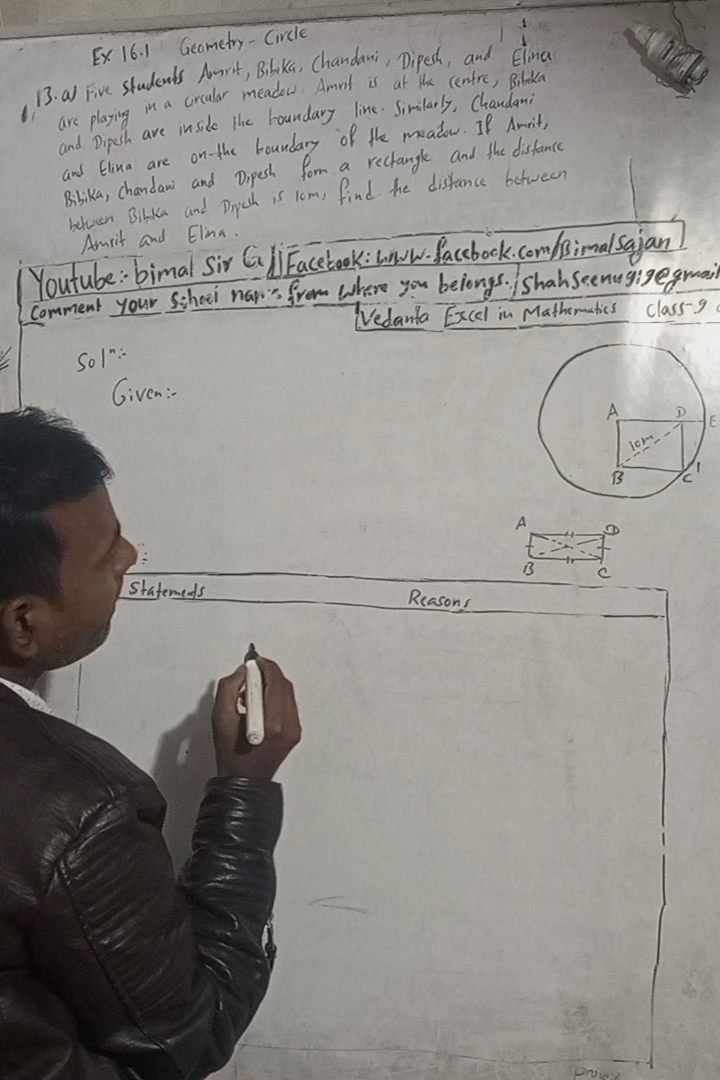 Ex 16.1 Geometry - Circle
13. a) Five students Amrit, Bibika, Chandani, Dipesh, and Elina
are playing in a circular meadow. Amrit is at the centre, Bibika
and Dipesh are inside the boundary line. Similarly, Chandani
and Elina are on the boundary of the meadow. If Amrit,
Bibika, Chandani and Dipesh form a rectangle and the distance
between Bibika and Dipesh is 10m, find the distance between
Amrit and Elina.
Youtube:- bimal Sir Facebook: www.facebook.com/Bimalsajan
Comment your School name from where you belongs. /
Vedanta Excel in Mathematics Class-9
Soln:-
Given:-
A D E
10m
B C
A D
B C
Statements Reasons